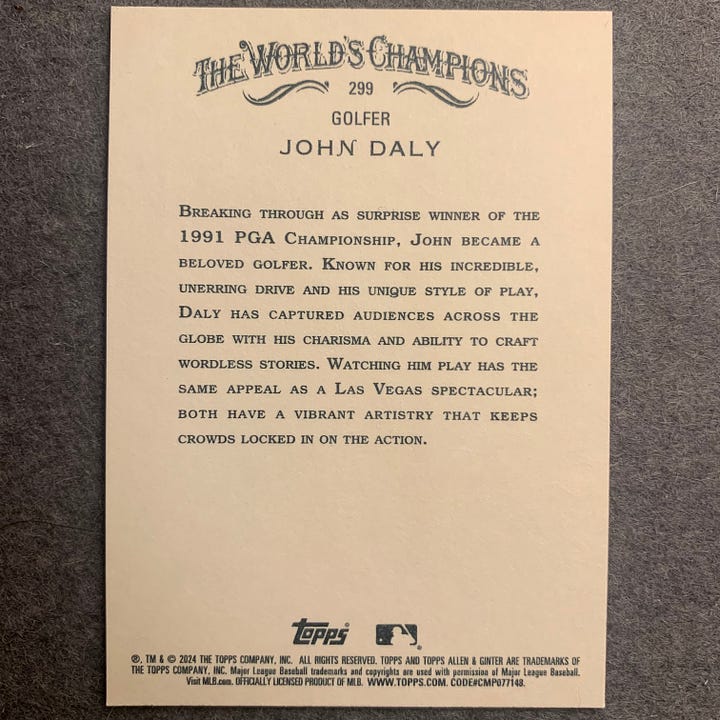 THE WORLD'S CHAMPIONS
299
GOLFER
JOHN DALY
BREAKING THROUGH AS SURPRISE WINNER OF THE
1991 PGA CHAMPIONSHIP, JOHN BECAME A
BELOVED GOLFER. KNOWN FOR HIS INCREDIBLE,
UNERRING DRIVE AND HIS UNIQUE STYLE OF PLAY,
DALY HAS CAPTURED AUDIENCES ACROSS THE
GLOBE WITH HIS CHARISMA AND ABILITY TO CRAFT
WORDLESS STORIES. WATCHING HIM PLAY HAS THE
SAME APPEAL AS A LAS VEGAS SPECTACULAR;
BOTH HAVE A VIBRANT ARTISTRY THAT KEEPS
CROWDS LOCKED IN ON THE ACTION.
topps®
®, TM & © 2024 THE TOPPS COMPANY, INC. ALL RIGHTS RESERVED. TOPPS AND TOPPS ALLEN & GINTER ARE TRADEMARKS OF
THE TOPPS COMPANY, INC. Major League Baseball trademarks and copyrights are used with permission of Major League Baseball.
Visit MLB.com. OFFICIALLY LICENSED PRODUCT OF MLB. WWW.TOPPS.COM. CODE#CMP077148.